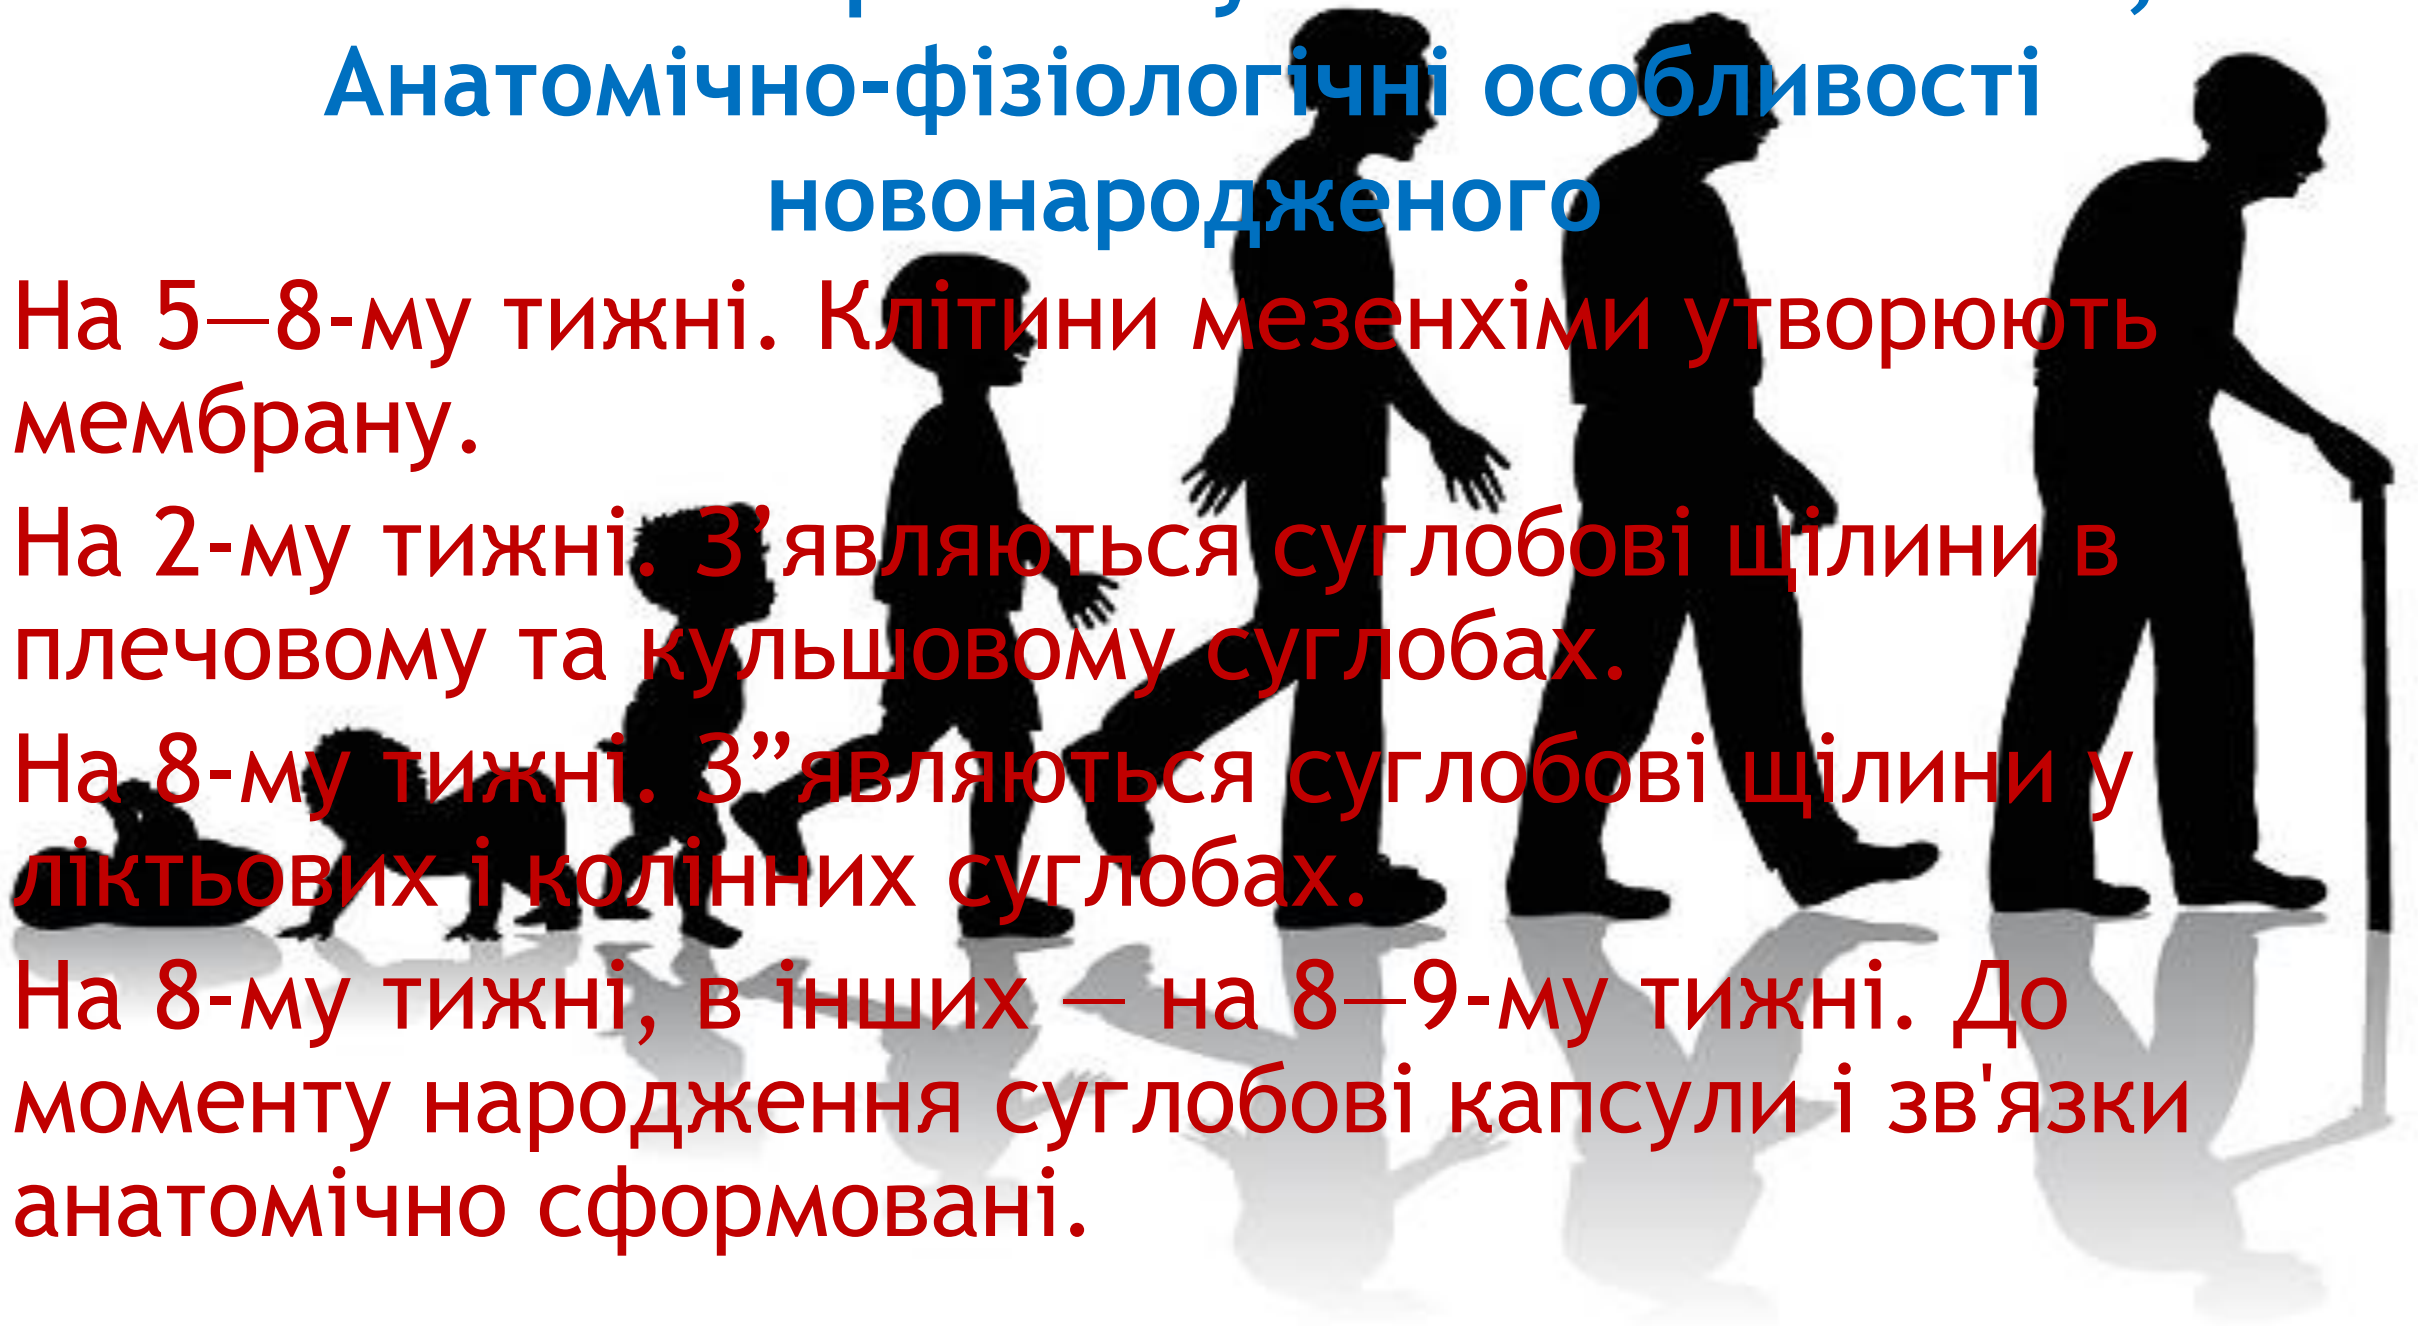 Анатомічно-фізіологічні особливості
новонародженого
На 5—8-му тижні. Клітини мезенхіми утворюють
мембрану.
На 2-му тижні. З’являються суглобові щілини в
плечовому та кульшовому суглобах.
На 8-му тижні. З”являються суглобові щілини у
ліктьових і колінних суглобах.
На 8-му тижні, в інших — на 8—9-му тижні. До
моменту народження суглобові капсули і зв'язки
анатомічно сформовані.